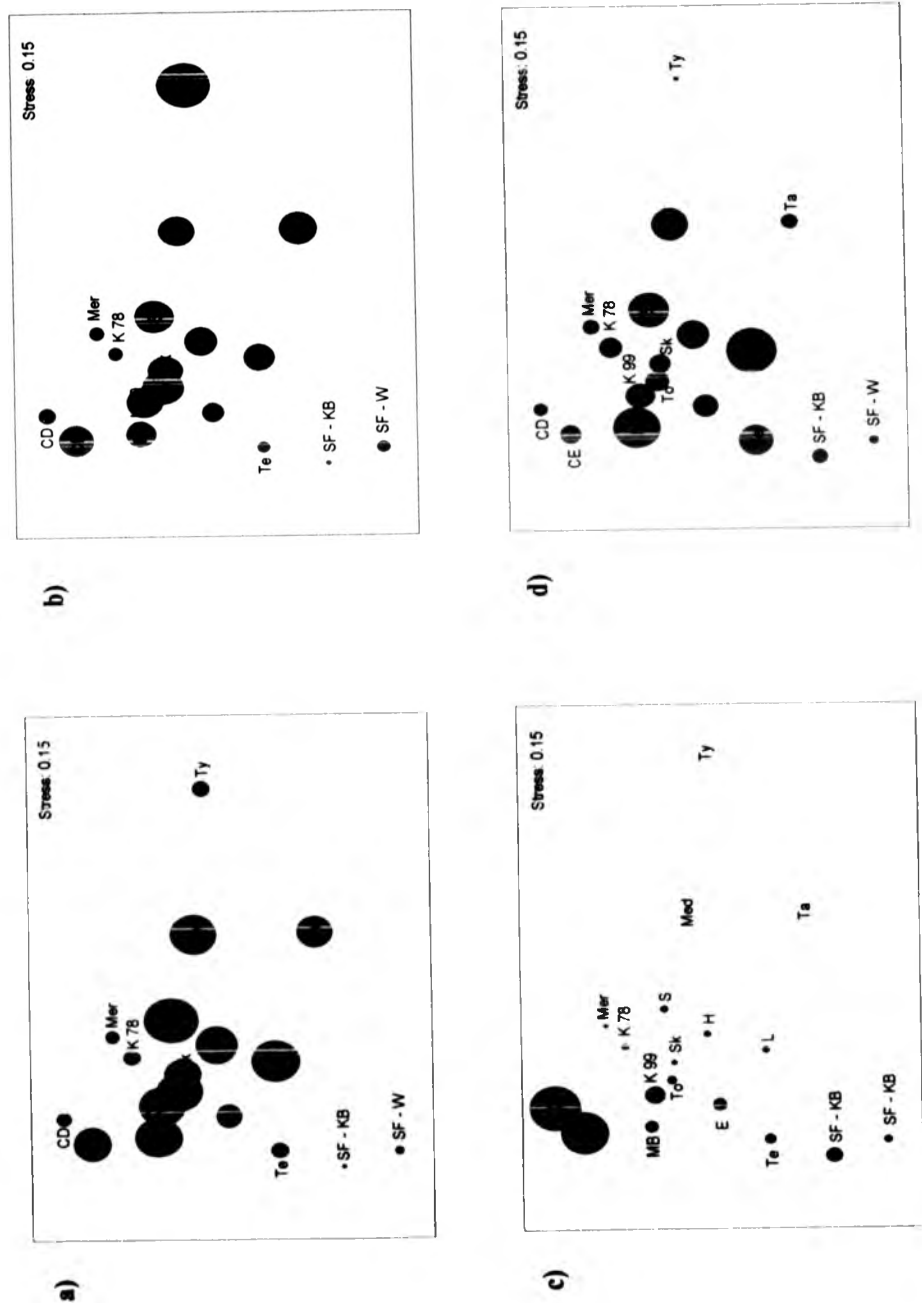 a)
Stress: 0.15
CD
Mer
K 78
Ty
Te
SF - KB
SF - W
b)
Stress: 0.15
CD
Mer
K 78
Te
SF - KB
SF - W
c)
Stress: 0.15
Mer
K 78
S
Med
Ty
MB
K 99
To
Sk
H
E
L
Ta
Te
SF - KB
SF - KB
d)
Stress: 0.15
CD
CE
Mer
K 78
K 99
To
Sk
Ty
Ta
SF - KB
SF - W